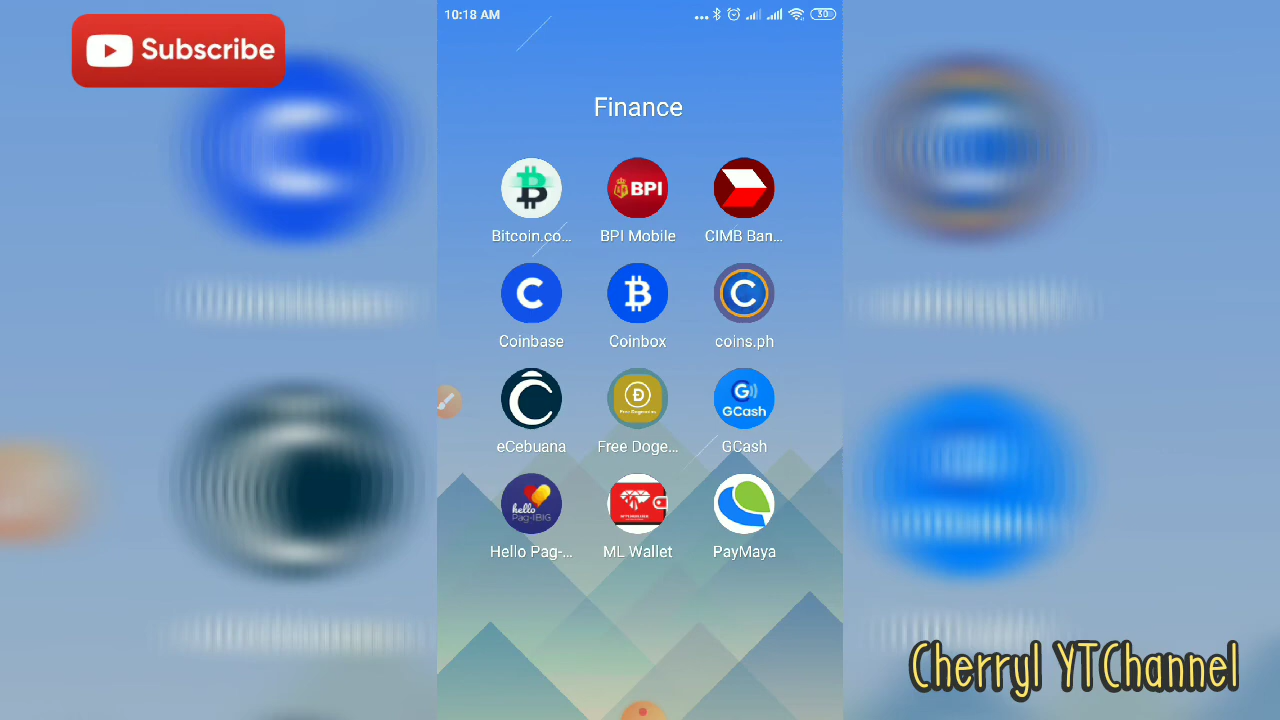 Subscribe
10:18 AM
30
Finance
BPI
Bitcoin.co...
BPI Mobile
CIMB Ban...
Coinbase
Coinbox
coins.ph
GCash
eCebuana
Free Doge...
GCash
hello
Pag-IBIG
Hello Pag-...
ML Wallet
PayMaya
Cherryl YTChannel